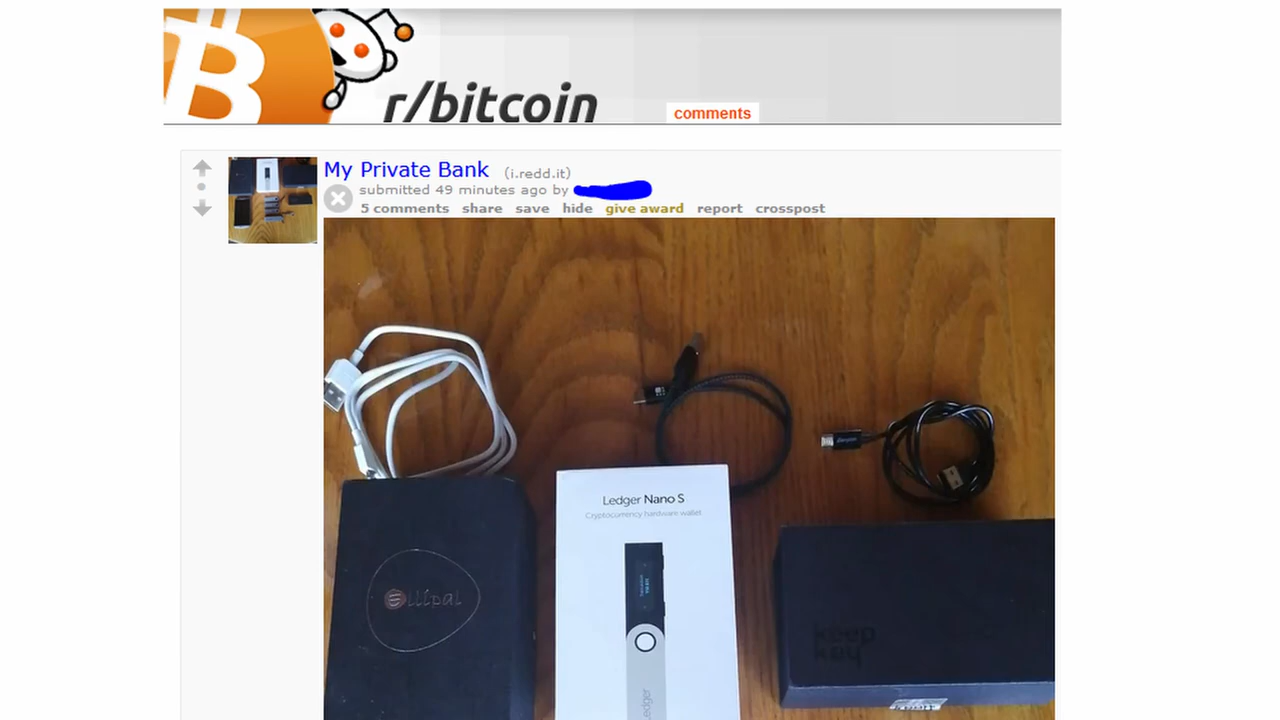 r/bitcoin
comments
My Private Bank (i.redd.it)
submitted 49 minutes ago by
5 comments share save hide give award report crosspost
Ledger Nano S
Cryptocurrency hardware wallet
Ellipal
keep
key
Ledger